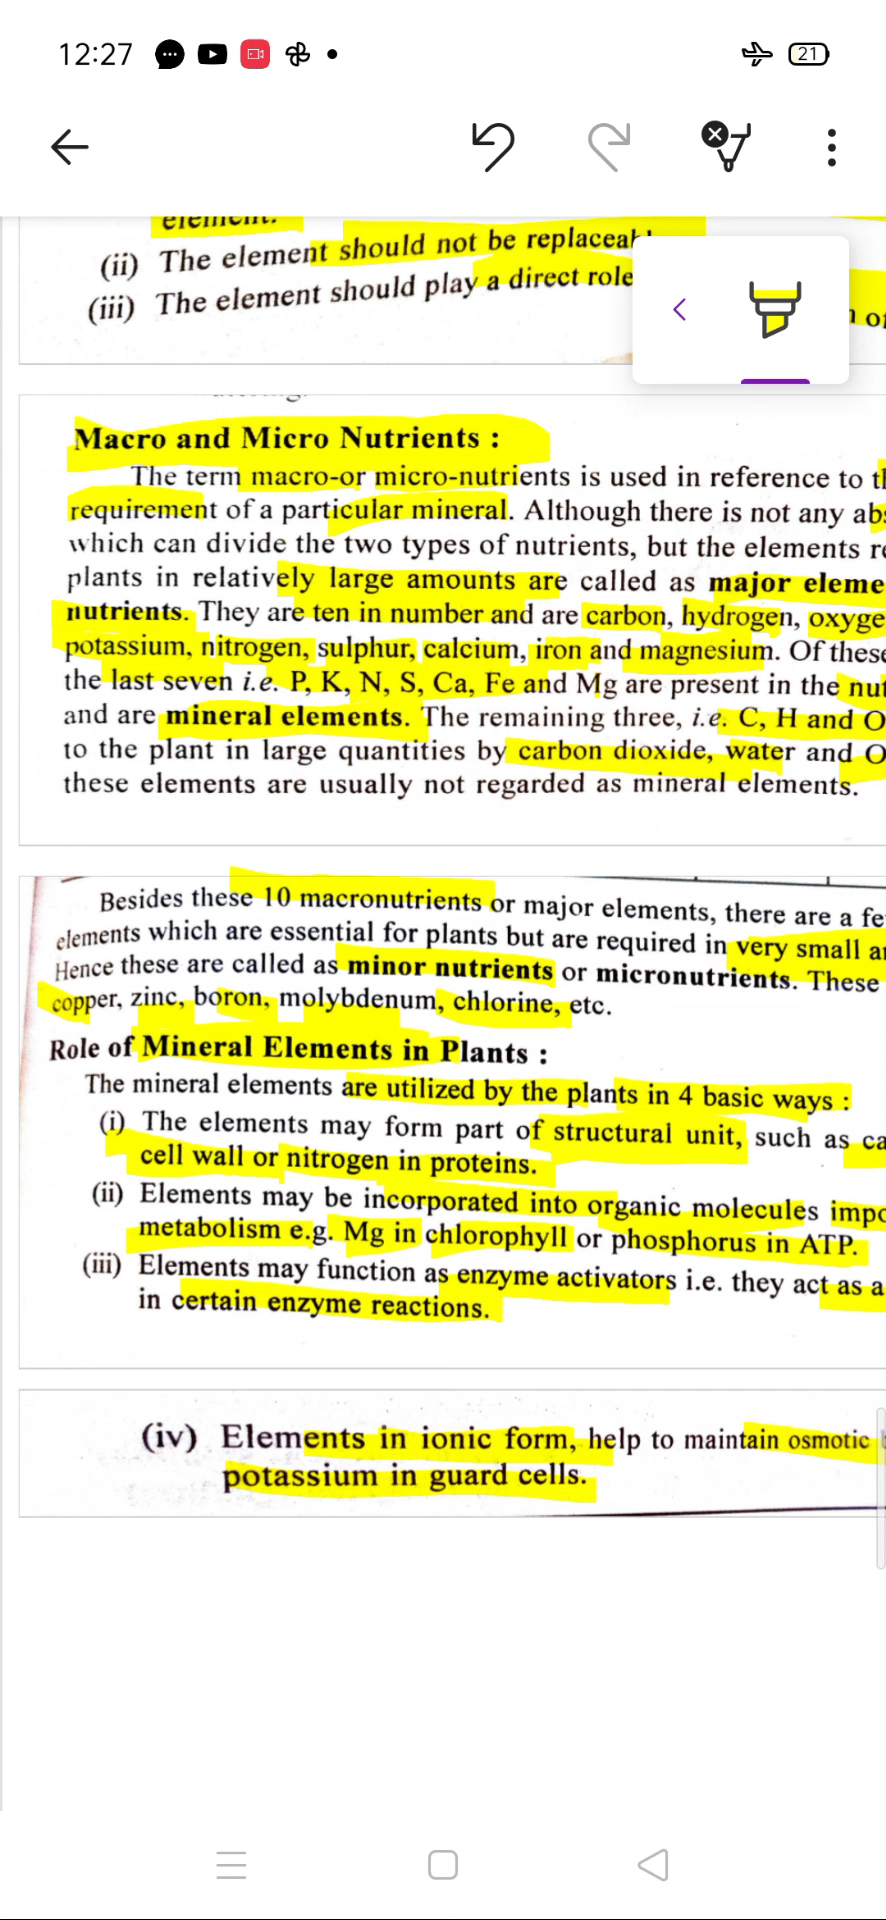 12:27
21
element.
(ii) The element should not be replaceabl
(iii) The element should play a direct role
Macro and Micro Nutrients :
The term macro-or micro-nutrients is used in reference to th
requirement of a particular mineral. Although there is not any abs
which can divide the two types of nutrients, but the elements re
plants in relatively large amounts are called as major eleme
nutrients. They are ten in number and are carbon, hydrogen, oxyge
potassium, nitrogen, sulphur, calcium, iron and magnesium. Of these
the last seven i.e. P, K, N, S, Ca, Fe and Mg are present in the nut
and are mineral elements. The remaining three, i.e. C, H and O
to the plant in large quantities by carbon dioxide, water and O
these elements are usually not regarded as mineral elements.
Besides these 10 macronutrients or major elements, there are a fe
elements which are essential for plants but are required in very small a
Hence these are called as minor nutrients or micronutrients. These
copper, zinc, boron, molybdenum, chlorine, etc.
Role of Mineral Elements in Plants :
The mineral elements are utilized by the plants in 4 basic ways :
(i) The elements may form part of structural unit, such as ca
cell wall or nitrogen in proteins.
(ii) Elements may be incorporated into organic molecules impo
metabolism e.g. Mg in chlorophyll or phosphorus in ATP.
(iii) Elements may function as enzyme activators i.e. they act as a
in certain enzyme reactions.
(iv) Elements in ionic form, help to maintain osmotic
potassium in guard cells.